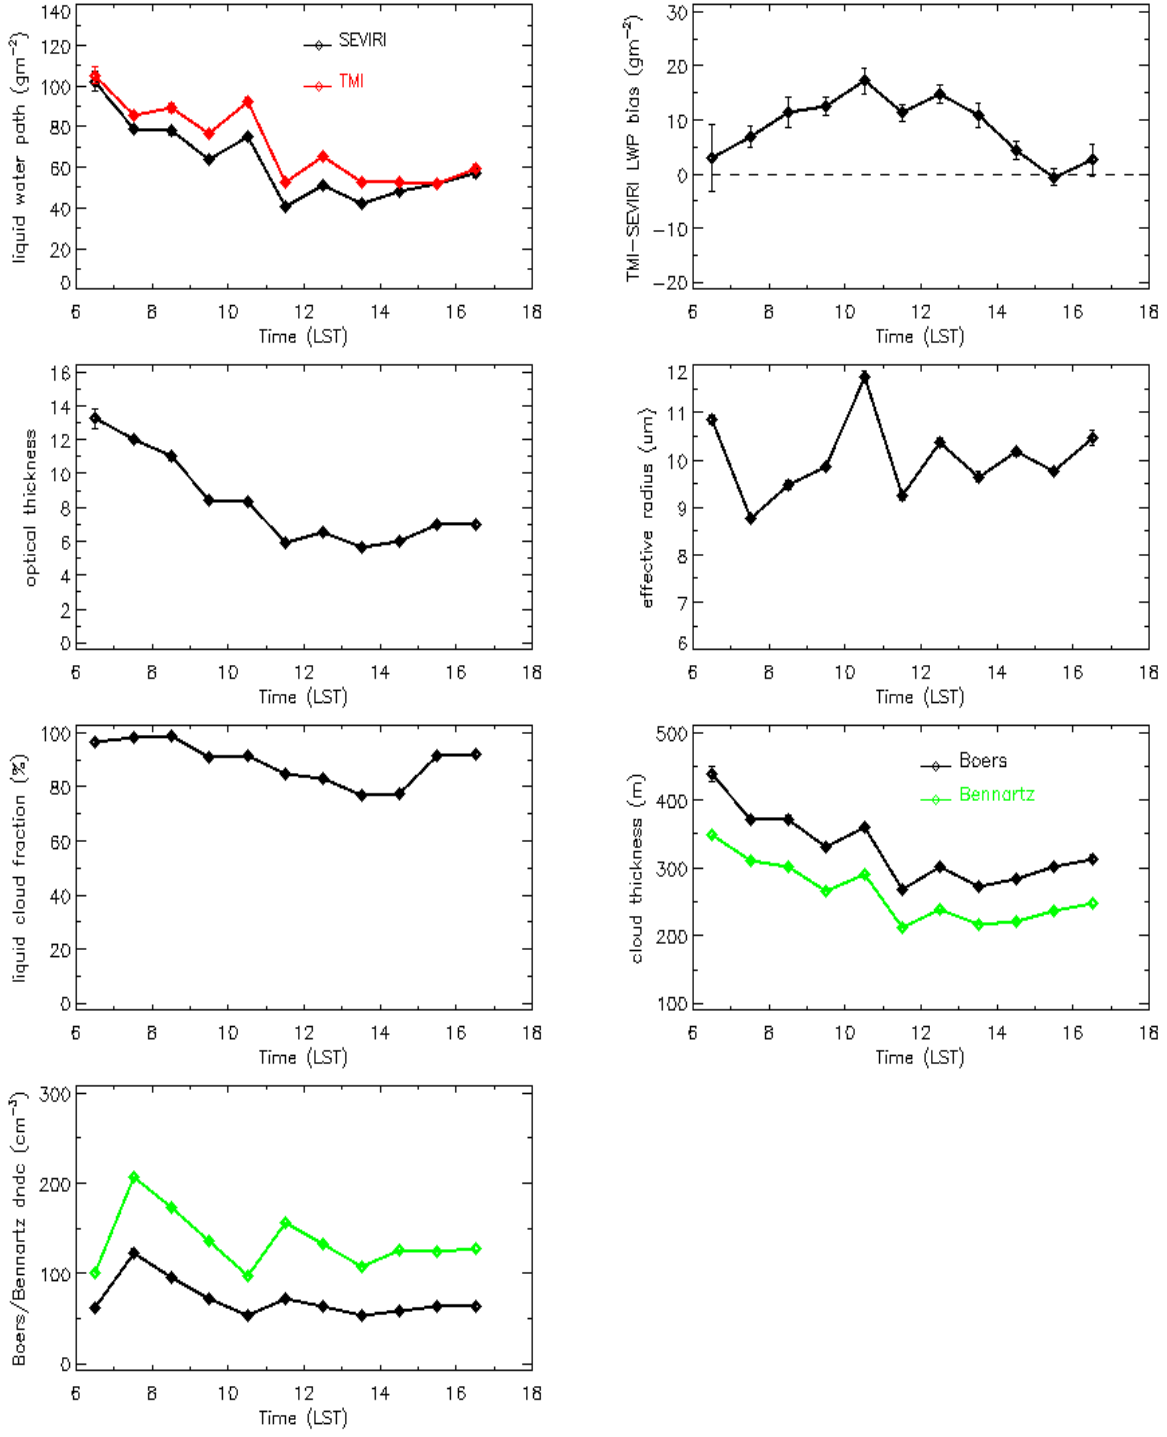 140
120
100
80
60
40
20
0
liquid water path (gm−2)
SEVIRI
TMI
6 8 10 12 14 16 18
Time (LST)
30
20
10
0
−10
−20
TMI−SEVIRI LWP bias (gm−2)
6 8 10 12 14 16 18
Time (LST)
16
14
12
10
8
6
4
2
0
optical thickness
6 8 10 12 14 16 18
Time (LST)
12
11
10
9
8
7
6
effective radius (um)
6 8 10 12 14 16 18
Time (LST)
100
80
60
40
20
0
liquid cloud fraction (%)
6 8 10 12 14 16 18
Time (LST)
500
400
300
200
100
cloud thickness (m)
Boers
Bennartz
6 8 10 12 14 16 18
Time (LST)
300
200
100
0
Boers/Bennartz dndc (cm−3)
6 8 10 12 14 16 18
Time (LST)